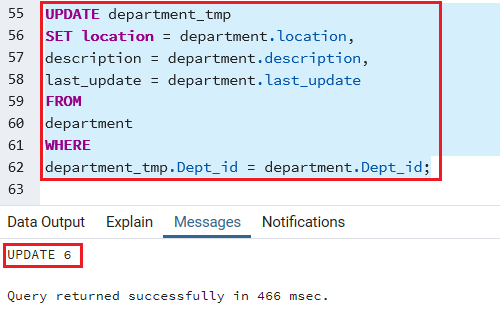 55 UPDATE department_tmp
56 SET location = department.location,
57 description = department.description,
58 last_update = department.last_update
59 FROM
60 department
61 WHERE
62 department_tmp.Dept_id = department.Dept_id;
63
Data Output Explain Messages Notifications
UPDATE 6
Query returned successfully in 466 msec.